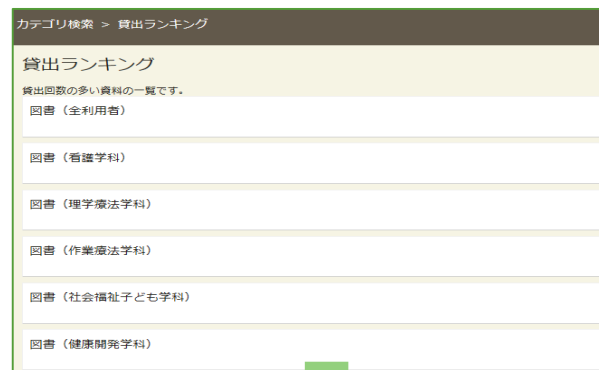 カテゴリ検索 > 貸出ランキング
貸出ランキング
貸出回数の多い資料の一覧です。
図書（全利用者）
図書（看護学科）
図書（理学療法学科）
図書（作業療法学科）
図書（社会福祉子ども学科）
図書（健康開発学科）